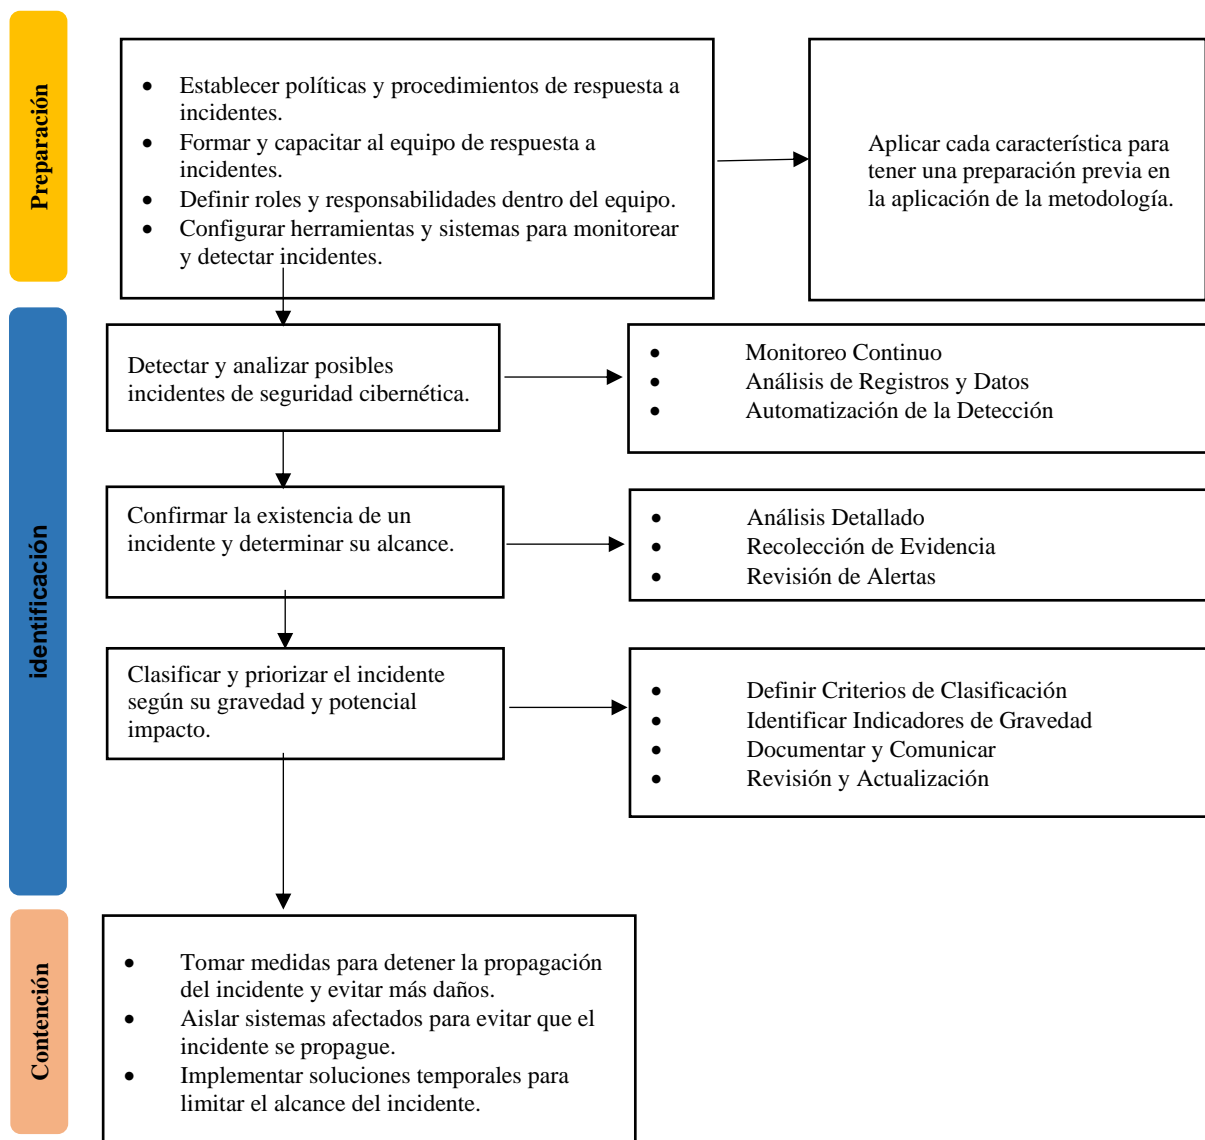 Preparación
• Establecer políticas y procedimientos de respuesta a
incidentes.
• Formar y capacitar al equipo de respuesta a
incidentes.
• Definir roles y responsabilidades dentro del equipo.
• Configurar herramientas y sistemas para monitorear
y detectar incidentes.
Aplicar cada característica para
tener una preparación previa en
la aplicación de la metodología.
identificación
Detectar y analizar posibles
incidentes de seguridad cibernética.
• Monitoreo Continuo
• Análisis de Registros y Datos
• Automatización de la Detección
Confirmar la existencia de un
incidente y determinar su alcance.
• Análisis Detallado
• Recolección de Evidencia
• Revisión de Alertas
Clasificar y priorizar el incidente
según su gravedad y potencial
impacto.
• Definir Criterios de Clasificación
• Identificar Indicadores de Gravedad
• Documentar y Comunicar
• Revisión y Actualización
Contención
• Tomar medidas para detener la propagación
del incidente y evitar más daños.
• Aislar sistemas afectados para evitar que el
incidente se propague.
• Implementar soluciones temporales para
limitar el alcance del incidente.